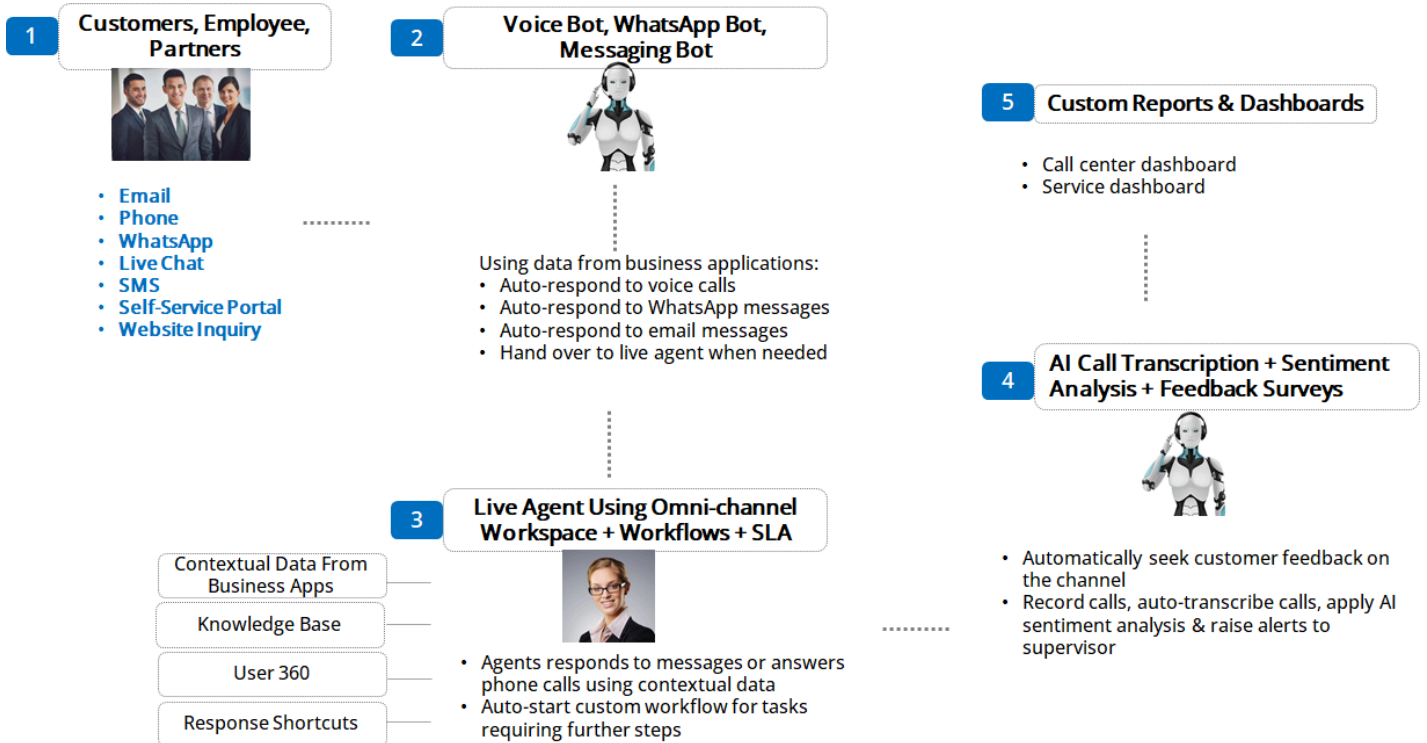 1
Customers, Employee,
Partners
• Email
• Phone
• WhatsApp
• Live Chat
• SMS
• Self-Service Portal
• Website Inquiry
2
Voice Bot, WhatsApp Bot,
Messaging Bot
Using data from business applications:
• Auto-respond to voice calls
• Auto-respond to WhatsApp messages
• Auto-respond to email messages
• Hand over to live agent when needed
3
Live Agent Using Omni-channel
Workspace + Workflows + SLA
Contextual Data From
Business Apps
Knowledge Base
User 360
Response Shortcuts
• Agents responds to messages or answers
phone calls using contextual data
• Auto-start custom workflow for tasks
requiring further steps
4
AI Call Transcription + Sentiment
Analysis + Feedback Surveys
• Automatically seek customer feedback on
the channel
• Record calls, auto-transcribe calls, apply AI
sentiment analysis & raise alerts to
supervisor
5
Custom Reports & Dashboards
• Call center dashboard
• Service dashboard